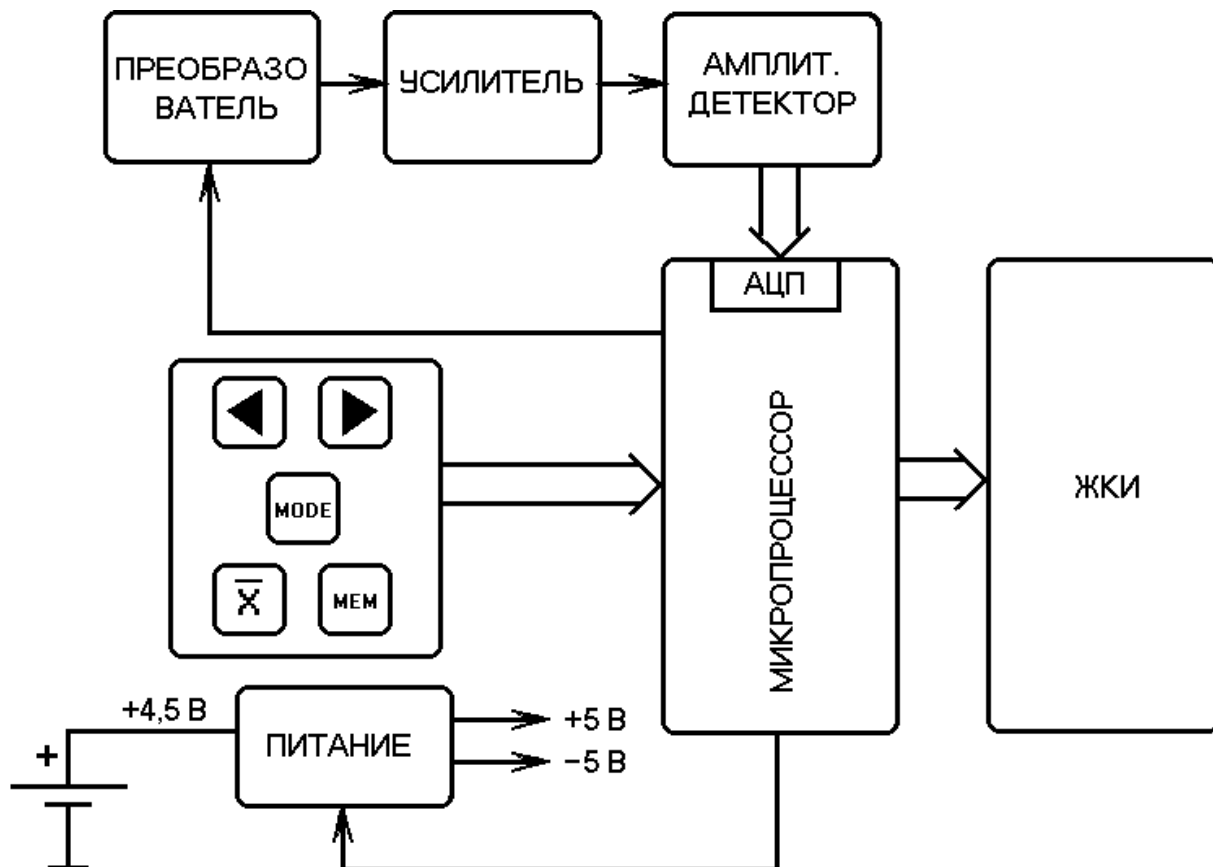 ПРЕОБРАЗО
ВАТЕЛЬ
УСИЛИТЕЛЬ
АМПЛИТ.
ДЕТЕКТОР
АЦП
МИКРОПРОЦЕССОР
ЖКИ
MODE
X̅
MEM
+4,5 В
+
ПИТАНИЕ
+5 В
−5 В